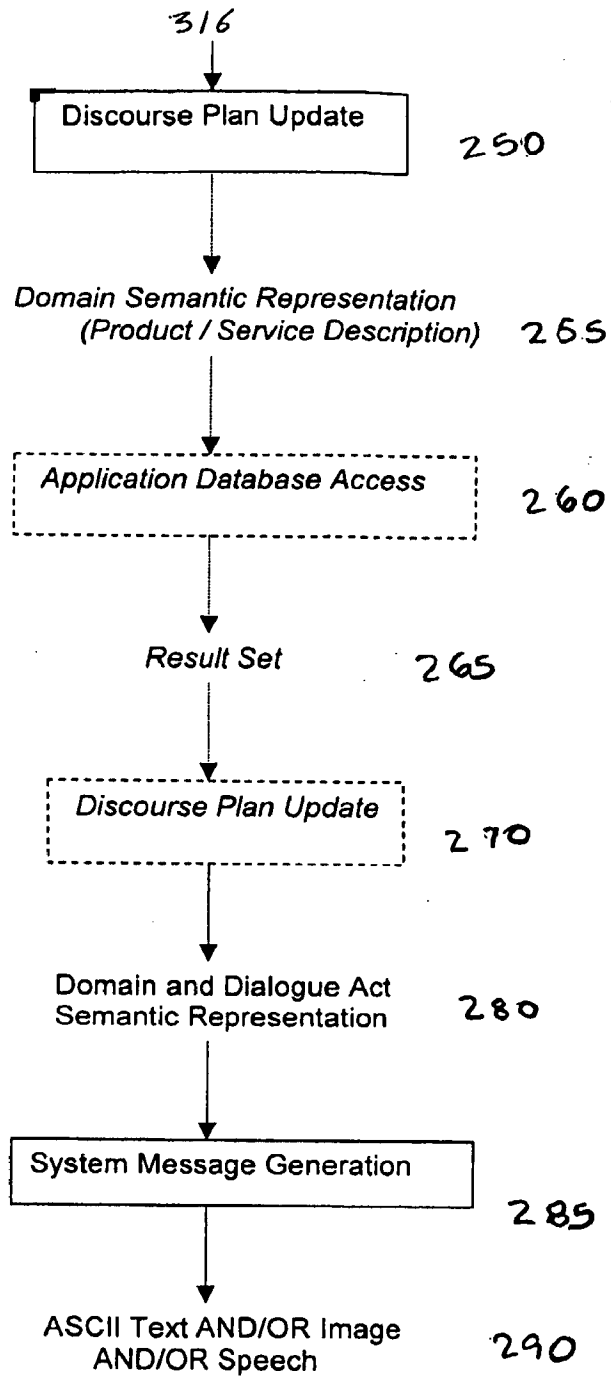 316
Discourse Plan Update
250
Domain Semantic Representation
(Product / Service Description)
255
Application Database Access
260
Result Set
265
Discourse Plan Update
270
Domain and Dialogue Act
Semantic Representation
280
System Message Generation
285
ASCII Text AND/OR Image
AND/OR Speech
290